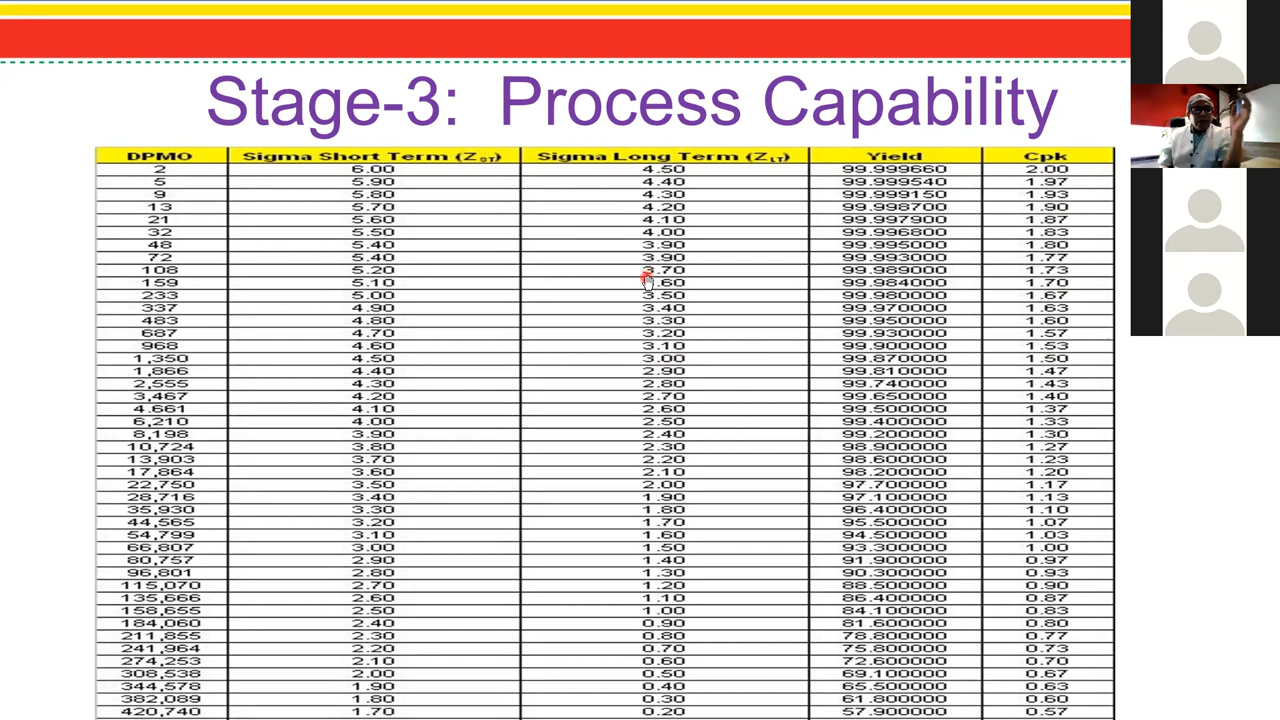 Stage-3: Process Capability
DPMO Sigma Short Term (ZST) Sigma Long Term (ZLT) Yield Cpk
2 6.00 4.50 99.999660 2.00
5 5.90 4.40 99.999540 1.97
9 5.80 4.30 99.999150 1.93
13 5.70 4.20 99.998700 1.90
21 5.60 4.10 99.997900 1.87
32 5.50 4.00 99.996800 1.83
48 5.40 3.90 99.995000 1.80
72 5.40 3.90 99.993000 1.77
108 5.20 3.70 99.989000 1.73
159 5.10 .60 99.984000 1.70
233 5.00 3.50 99.980000 1.67
337 4.90 3.40 99.970000 1.63
483 4.80 3.30 99.950000 1.60
687 4.70 3.20 99.930000 1.57
968 4.60 3.10 99.900000 1.53
1,350 4.50 3.00 99.870000 1.50
1,866 4.40 2.90 99.810000 1.47
2,555 4.30 2.80 99.740000 1.43
3,467 4.20 2.70 99.650000 1.40
4.661 4.10 2.60 99.500000 1.37
6,210 4.00 2.50 99.400000 1.33
8,198 3.90 2.40 99.200000 1.30
10,724 3.80 2.30 98.900000 1.27
13,903 3.70 2.20 98.600000 1.23
17,864 3.60 2.10 98.200000 1.20
22,750 3.50 2.00 97.700000 1.17
28,716 3.40 1.90 97.100000 1.13
35,930 3.30 1.80 96.400000 1.10
44,565 3.20 1.70 95.500000 1.07
54,799 3.10 1.60 94.500000 1.03
66,807 3.00 1.50 93.300000 1.00
80,757 2.90 1.40 91.900000 0.97
96,801 2.80 1.30 90.300000 0.93
115,070 2.70 1.20 88.500000 0.90
135,666 2.60 1.10 86.400000 0.87
158,655 2.50 1.00 84.100000 0.83
184,060 2.40 0.90 81.600000 0.80
211,855 2.30 0.80 78.800000 0.77
241,964 2.20 0.70 75.800000 0.73
274,253 2.10 0.60 72.600000 0.70
308,538 2.00 0.50 69.100000 0.67
344,578 1.90 0.40 65.500000 0.63
382,089 1.80 0.30 61.800000 0.60
420,740 1.70 0.20 57.900000 0.57